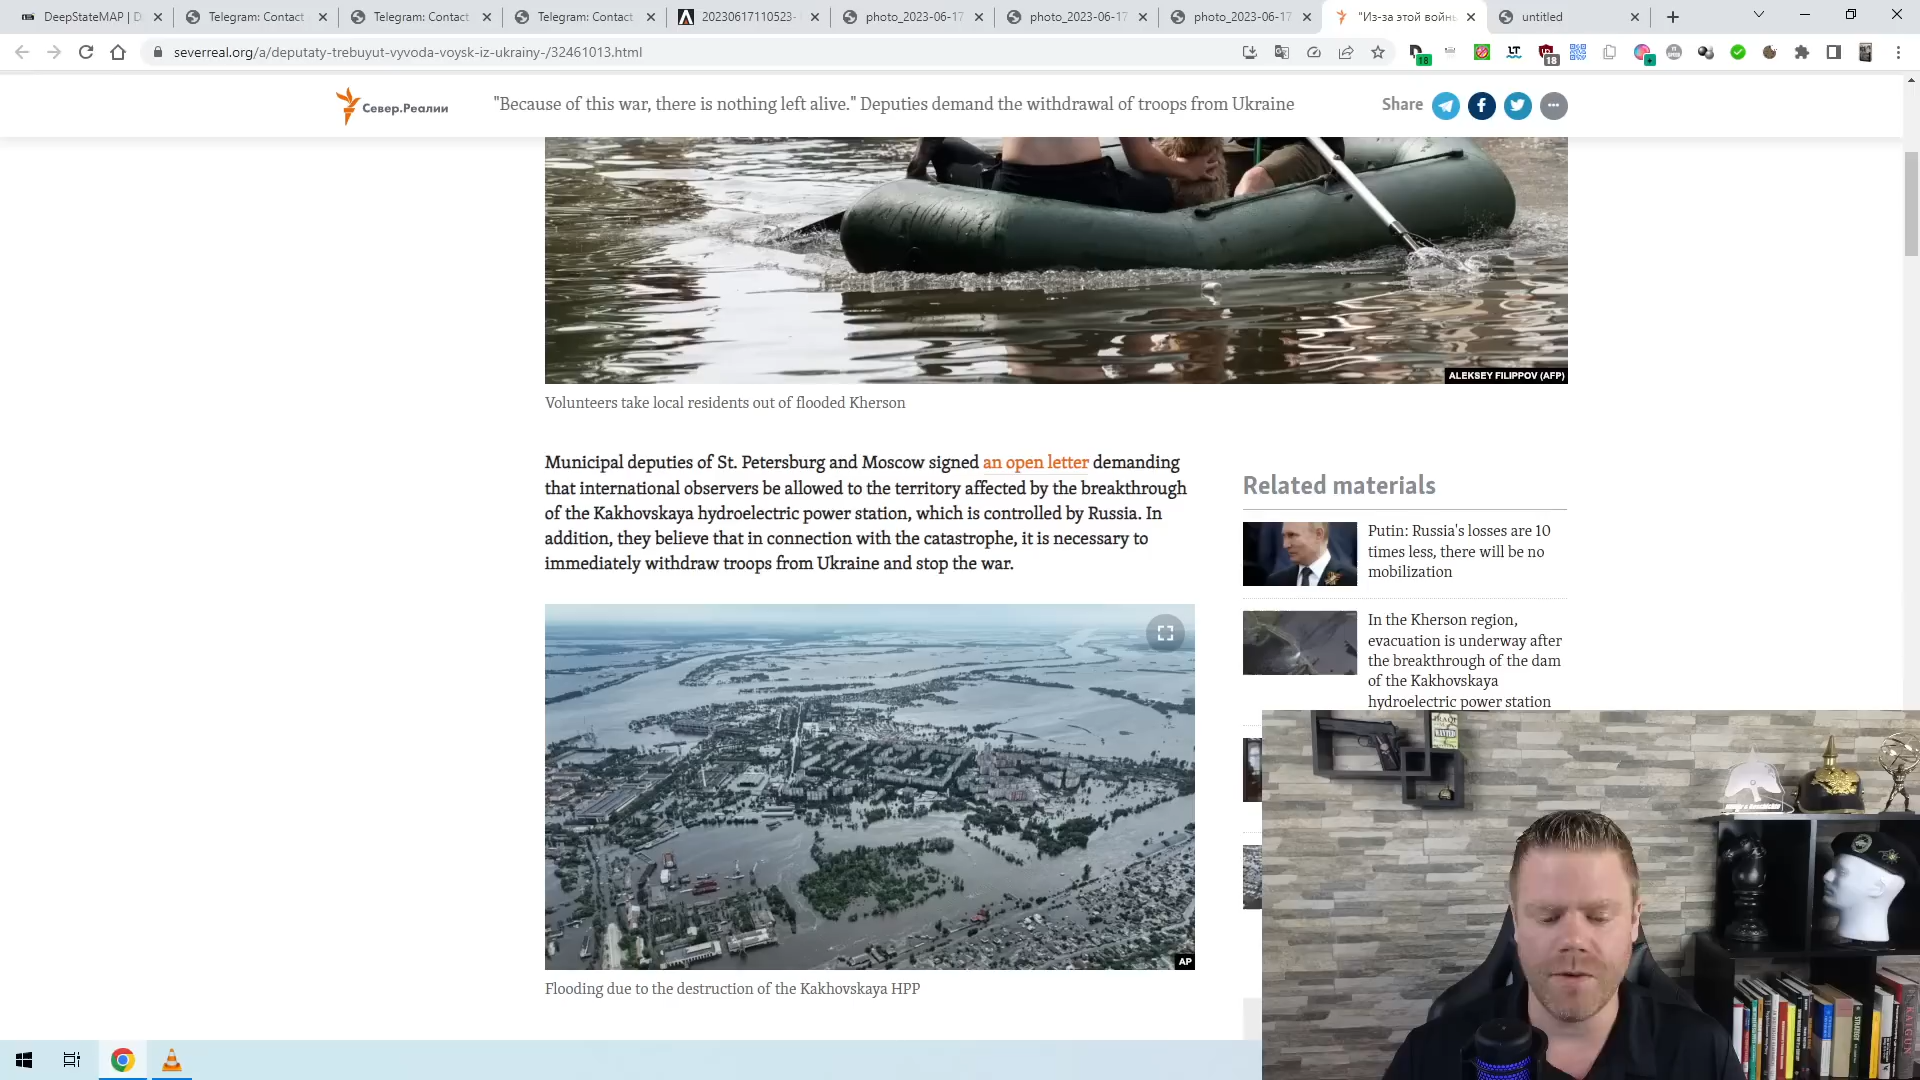 DeepStateMAP | D
Telegram: Contact
Telegram: Contact
Telegram: Contact
20230617110523-
photo_2023-06-17
photo_2023-06-17
photo_2023-06-17
"Из-за этой войны
untitled
severreal.org/a/deputaty-trebuyut-vyvoda-voysk-iz-ukrainy-/32461013.html
18
18
Север.Реалии
"Because of this war, there is nothing left alive." Deputies demand the withdrawal of troops from Ukraine
Share
ALEKSEY FILIPPOV (AFP)
Volunteers take local residents out of flooded Kherson
Municipal deputies of St. Petersburg and Moscow signed an open letter demanding
that international observers be allowed to the territory affected by the breakthrough
of the Kakhovskaya hydroelectric power station, which is controlled by Russia. In
addition, they believe that in connection with the catastrophe, it is necessary to
immediately withdraw troops from Ukraine and stop the war.
AP
Flooding due to the destruction of the Kakhovskaya HPP
Related materials
Putin: Russia's losses are 10
times less, there will be no
mobilization
In the Kherson region,
evacuation is underway after
the breakthrough of the dam
of the Kakhovskaya
hydroelectric power station
WANTED